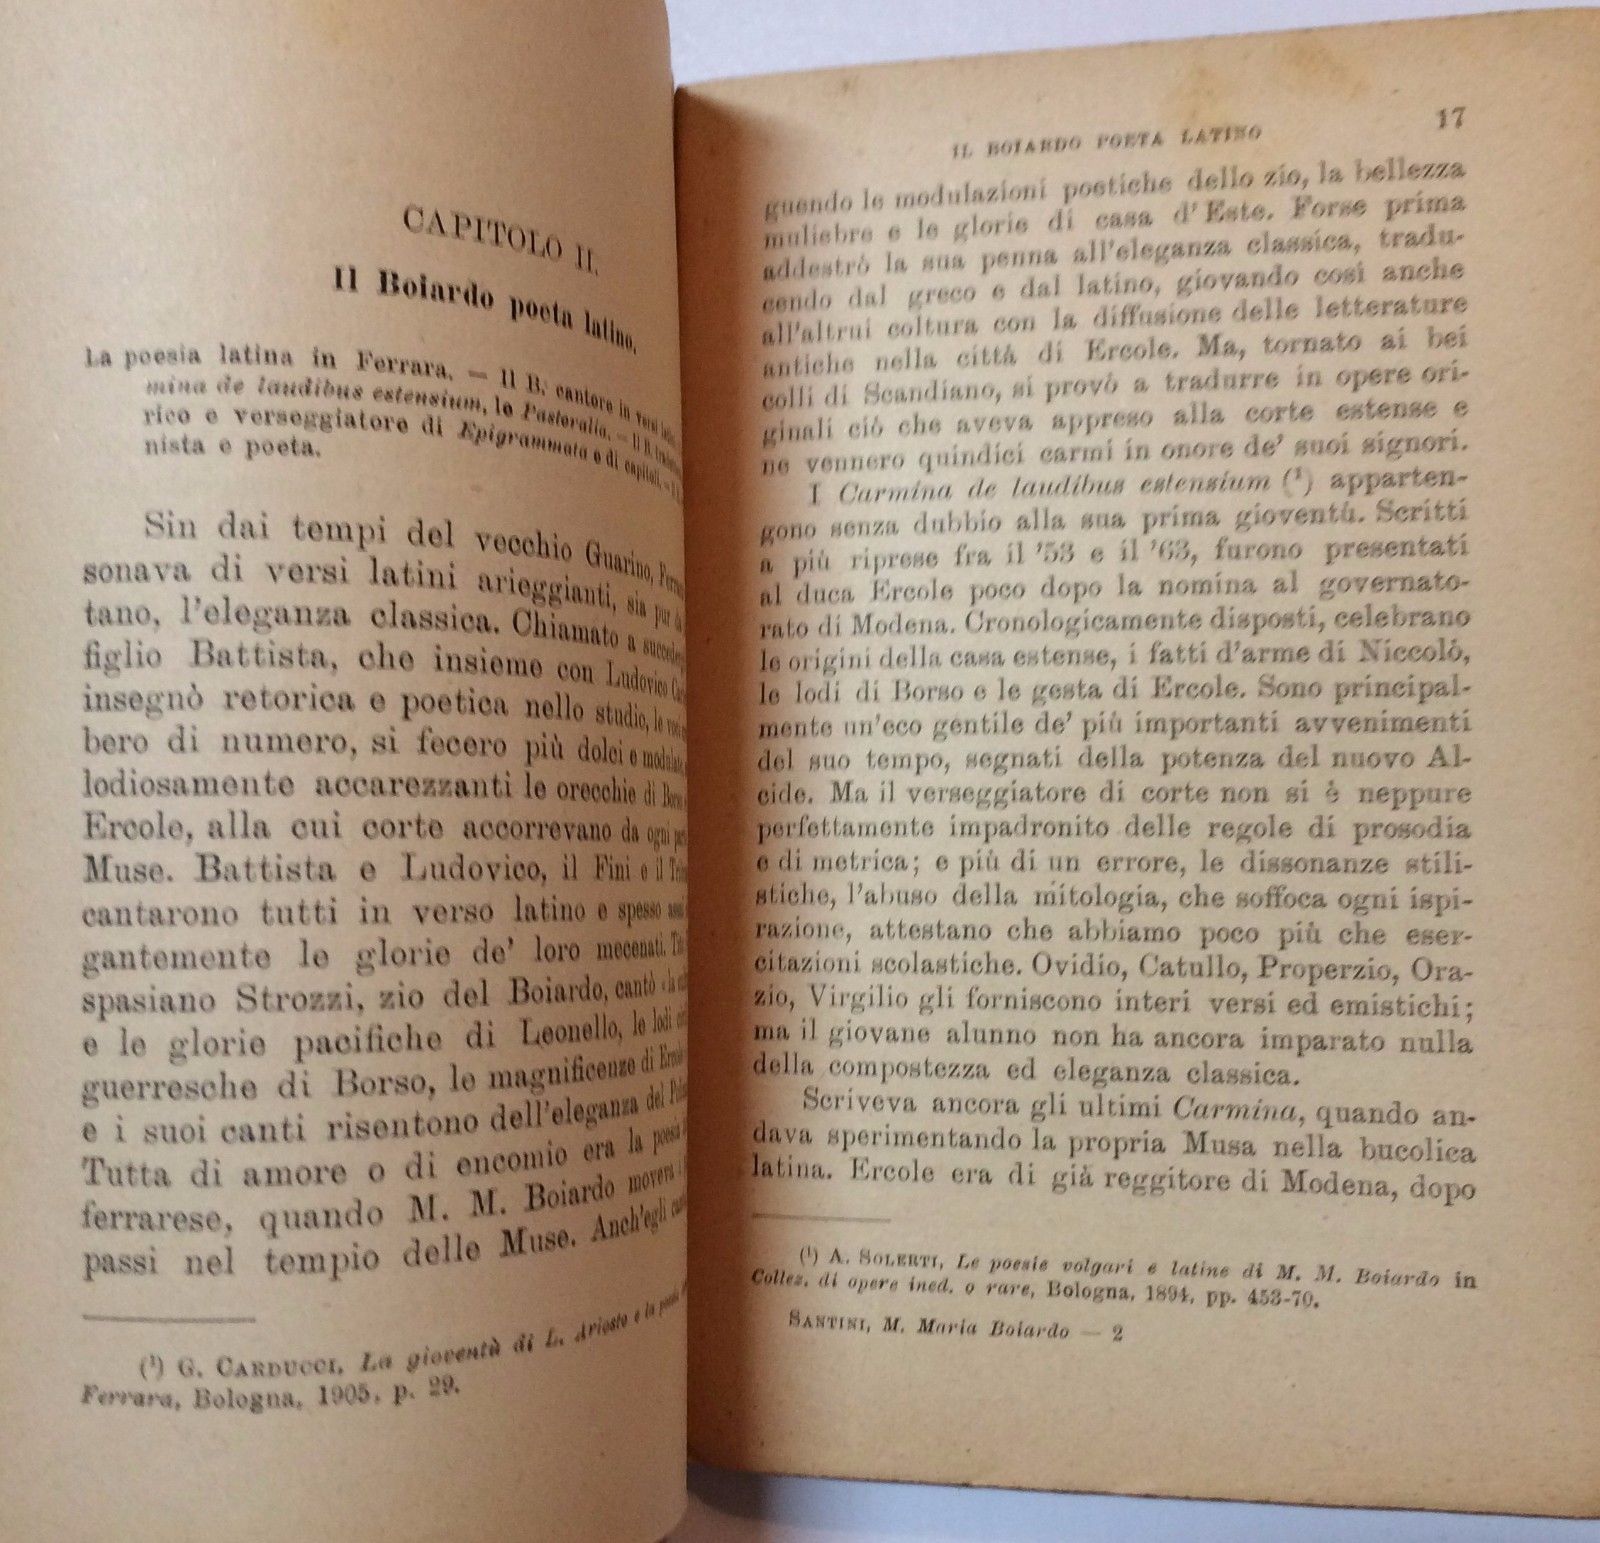 CAPITOLO II.
Il Boiardo poeta latino.
La poesia latina in Ferrara. — Il B. cantore in versi
mina de laudibus estensium, le Pastoralia. — Il B.
rico e verseggiatore di Epigrammata e di capitoli. —
nista e poeta.
Sin dai tempi del vecchio Guarino,
sonava di versi latini arieggianti, sia pur
tano, l'eleganza classica. Chiamato a
figlio Battista, che insieme con Ludovico
insegnò retorica e poetica nello studio, le
bero di numero, si fecero più dolci e
lodiosamente accarezzanti le orecchie di
Ercole, alla cui corte accorrevano da ogni
Muse. Battista e Ludovico, il Fini e il
cantarono tutti in verso latino e spesso
gantemente le glorie de' loro mecenati.
spasiano Strozzi, zio del Boiardo, cantò
e le glorie pacifiche di Leonello, le lodi
guerresche di Borso, le magnificenze di
e i suoi canti risentono dell'eleganza del
Tutta di amore o di encomio era la poesia
ferrarese, quando M. M. Boiardo moveva i
passi nel tempio delle Muse. Anch'egli
(¹) G. CARDUCCI, La gioventù di L. Ariosto e la poesia
Ferrara, Bologna, 1905, p. 29.
IL BOIARDO POETA LATINO 17
guendo le modulazioni poetiche dello zio, la bellezza
muliebre e le glorie di casa d'Este. Forse prima
addestrò la sua penna all'eleganza classica, tradu-
cendo dal greco e dal latino, giovando così anche
all'altrui coltura con la diffusione delle letterature
antiche nella città di Ercole. Ma, tornato ai bei
colli di Scandiano, si provò a tradurre in opere ori-
ginali ciò che aveva appreso alla corte estense e
ne vennero quindici carmi in onore de' suoi signori.
I Carmina de laudibus estensium (¹) apparten-
gono senza dubbio alla sua prima gioventù. Scritti
a più riprese fra il '53 e il '63, furono presentati
al duca Ercole poco dopo la nomina al governato-
rato di Modena. Cronologicamente disposti, celebrano
le origini della casa estense, i fatti d'arme di Niccolò,
le lodi di Borso e le gesta di Ercole. Sono principal-
mente un'eco gentile de' più importanti avvenimenti
del suo tempo, segnati della potenza del nuovo Al-
cide. Ma il verseggiatore di corte non si è neppure
perfettamente impadronito delle regole di prosodia
e di metrica; e più di un errore, le dissonanze stili-
stiche, l'abuso della mitologia, che soffoca ogni ispi-
razione, attestano che abbiamo poco più che eser-
citazioni scolastiche. Ovidio, Catullo, Properzio, Ora-
zio, Virgilio gli forniscono interi versi ed emistichi;
ma il giovane alunno non ha ancora imparato nulla
della compostezza ed eleganza classica.
Scriveva ancora gli ultimi Carmina, quando an-
dava sperimentando la propria Musa nella bucolica
latina. Ercole era di già reggitore di Modena, dopo
(¹) A. SOLERTI, Le poesie volgari e latine di M. M. Boiardo in
Collez. di opere ined. o rare, Bologna, 1894, pp. 453-70.
SANTINI, M. Maria Boiardo — 2